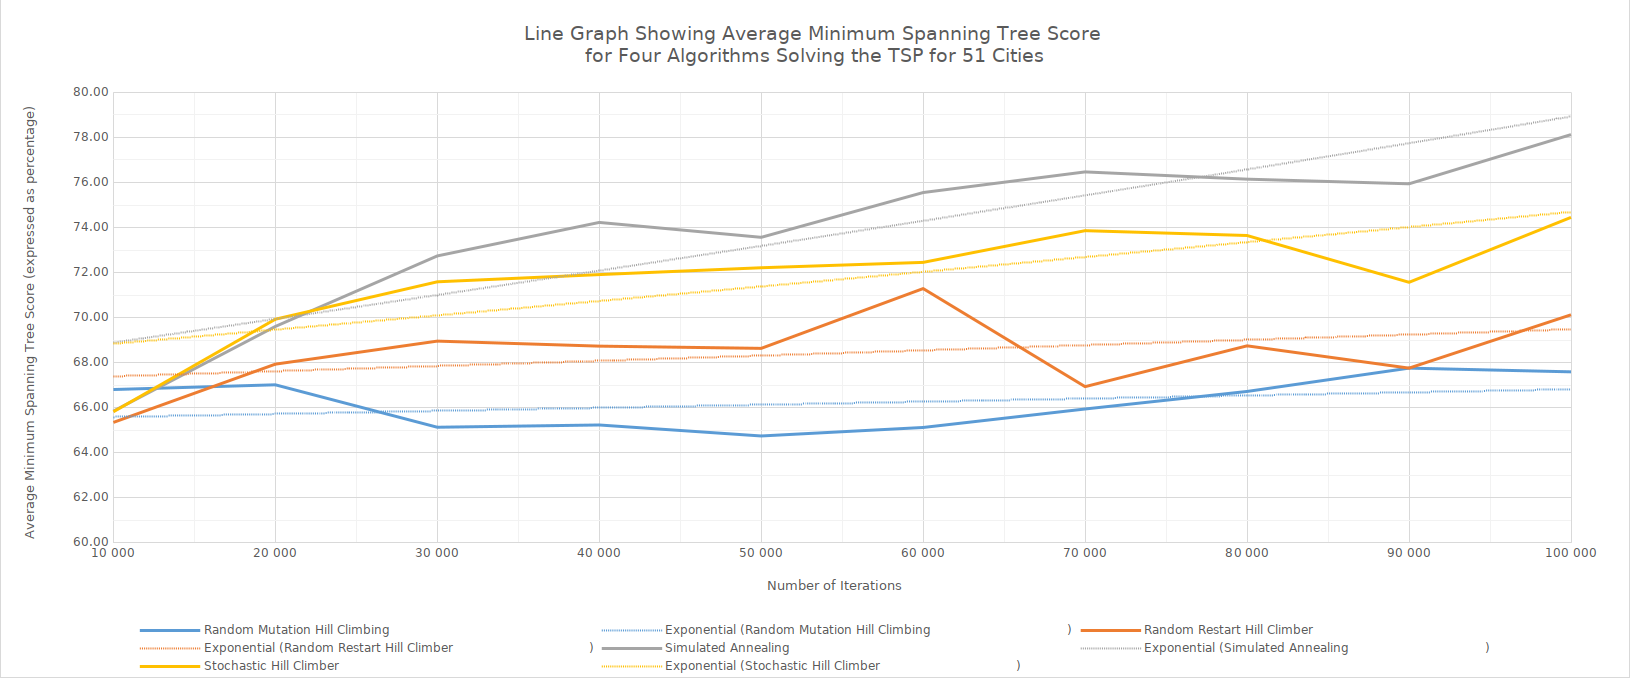 Line Graph Showing Average Minimum Spanning Tree Score
for Four Algorithms Solving the TSP for 51 Cities
Average Minimum Spanning Tree Score (expressed as percentage)
80.00
78.00
76.00
74.00
72.00
70.00
68.00
66.00
64.00
62.00
60.00
10 000 20 000 30 000 40 000 50 000 60 000 70 000 80 000 90 000 100 000
Number of Iterations
Random Mutation Hill Climbing Exponential (Random Mutation Hill Climbing ) Random Restart Hill Climber
Exponential (Random Restart Hill Climber ) Simulated Annealing Exponential (Simulated Annealing )
Stochastic Hill Climber Exponential (Stochastic Hill Climber )